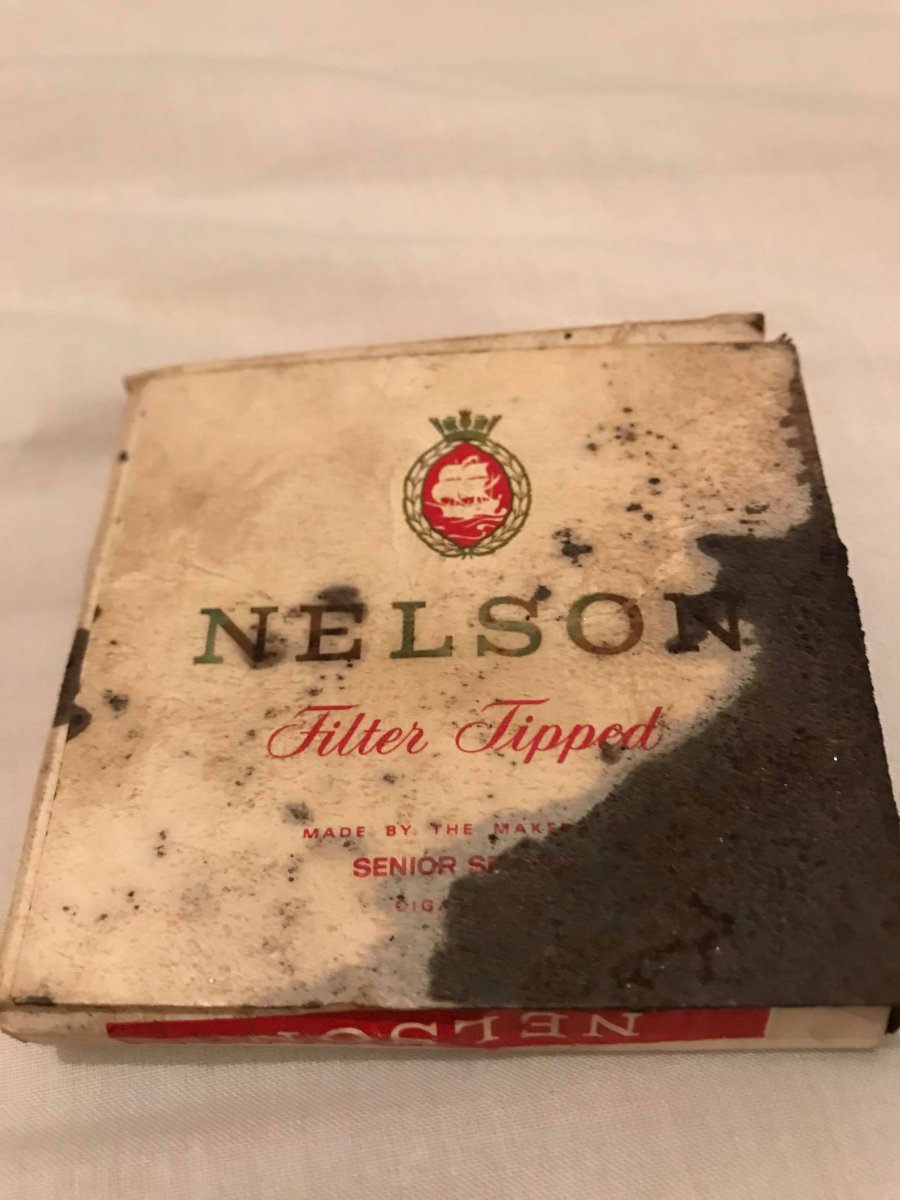 NELSON
Filter Tipped
MADE BY THE
SENIOR
NELSON